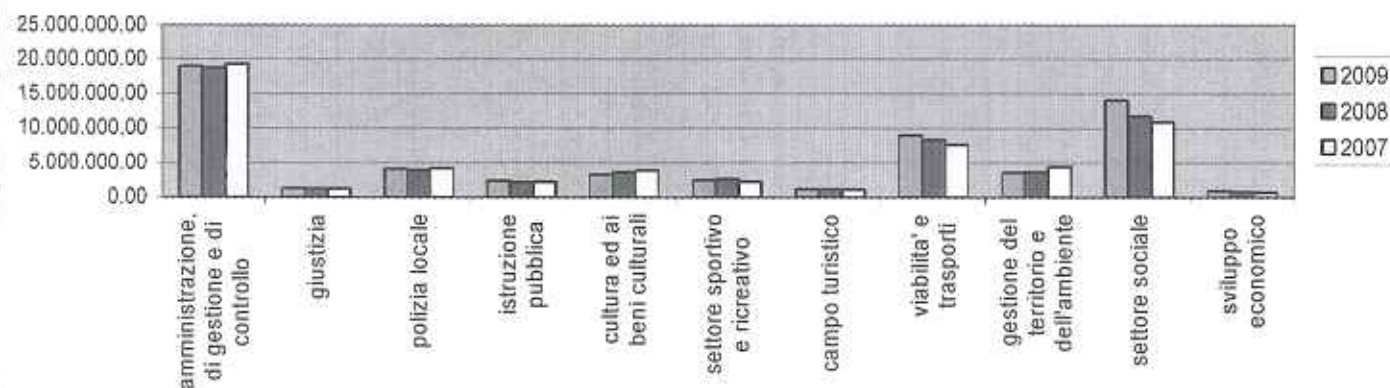 25.000.000,00
20.000.000,00
15.000.000,00
10.000.000,00
5.000.000,00
0,00
amministrazione,
di gestione e di
controllo
giustizia
polizia locale
istruzione
pubblica
cultura ed ai
beni culturali
settore sportivo
e ricreativo
campo turistico
viabilita' e
trasporti
gestione del
territorio e
dell'ambiente
settore sociale
sviluppo
economico
2009
2008
2007